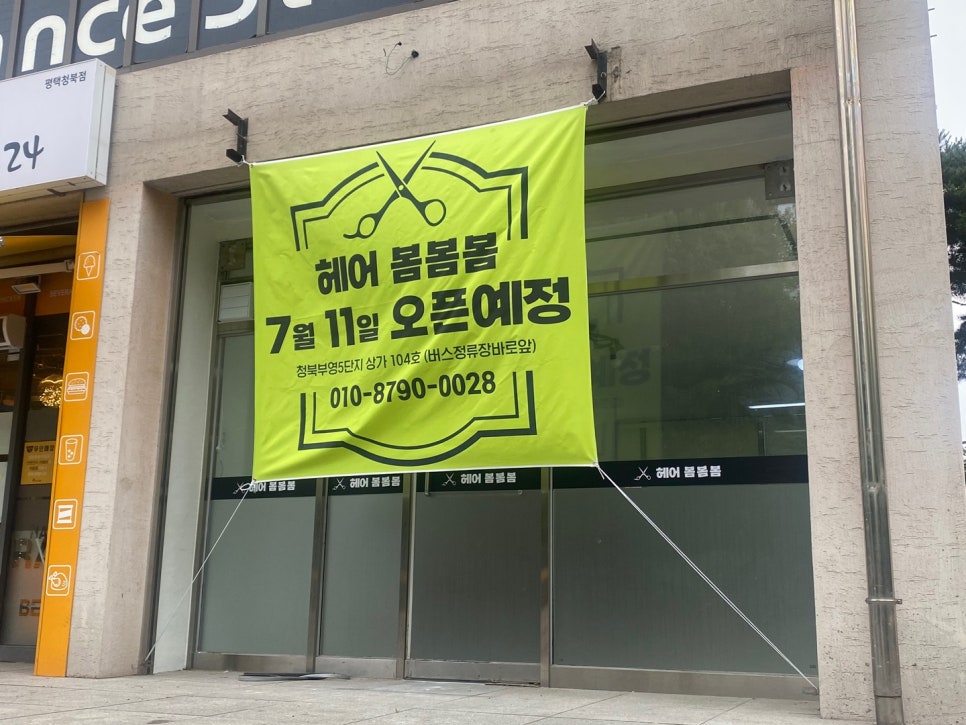 ance St
평택청북점
24
헤어 봄봄봄
7월 11일 오픈예정
청북부영5단지 상가 104호 (버스정류장바로앞)
010-8790-0028
헤어 봄봄봄
헤어 봄봄봄
헤어 봄봄봄
헤어 봄봄봄
BE